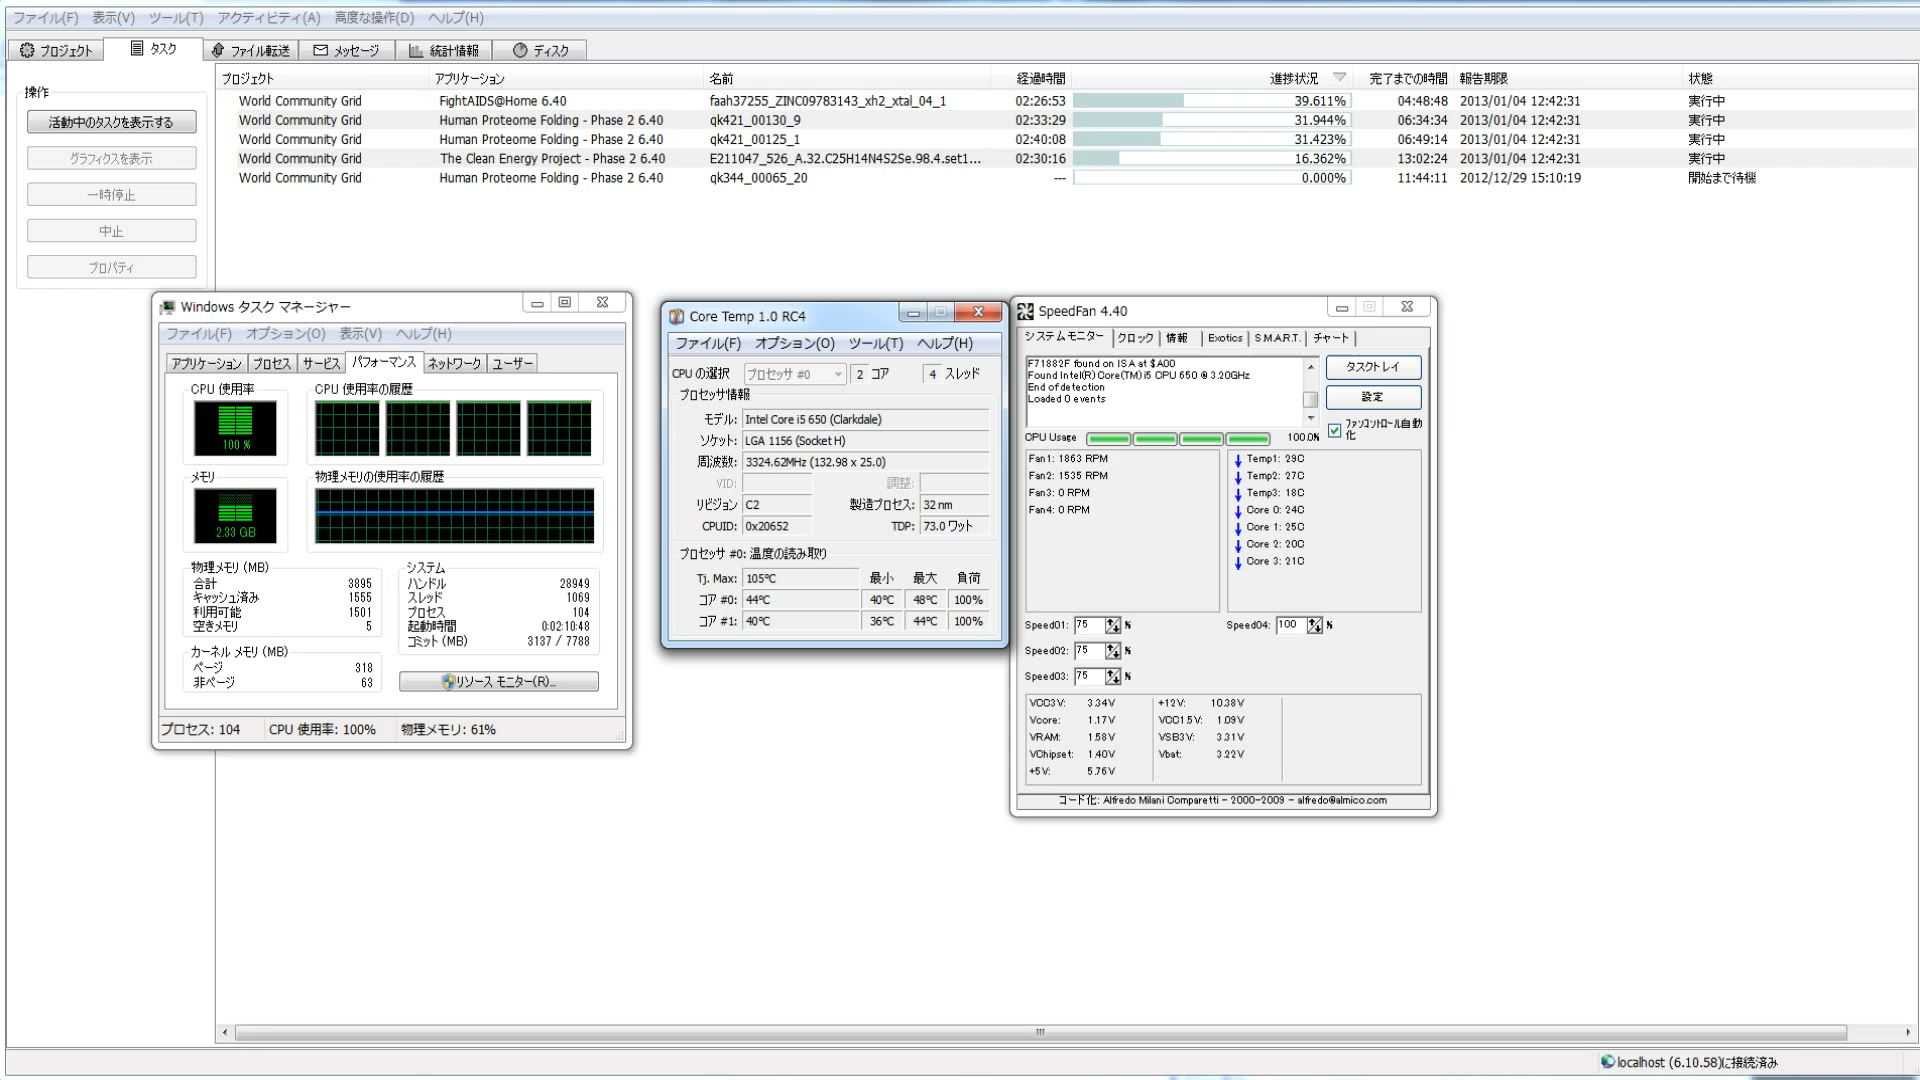 ファイル(F) 表示(V) ツール(T) アクティビティ(A) 高度な操作(D) ヘルプ(H)
プロジェクト タスク ファイル転送 メッセージ 統計情報 ディスク
操作
活動中のタスクを表示する
グラフィクスを表示
一時停止
中止
プロパティ
プロジェクト アプリケーション 名前 経過時間 進捗状況 完了までの時間 報告期限 状態
World Community Grid FightAIDS@Home 6.40 faah37255_ZINC09783143_xh2_xtal_04_1 02:26:53 39.611% 04:48:48 2013/01/04 12:42:31 実行中
World Community Grid Human Proteome Folding - Phase 2 6.40 qk421_00130_9 02:33:29 31.944% 06:34:34 2013/01/04 12:42:31 実行中
World Community Grid Human Proteome Folding - Phase 2 6.40 qk421_00125_1 02:40:08 31.423% 06:49:14 2013/01/04 12:42:31 実行中
World Community Grid The Clean Energy Project - Phase 2 6.40 E211047_526_A.32.C25H14N4S2Se.98.4.set1... 02:30:16 16.362% 13:02:24 2013/01/04 12:42:31 実行中
World Community Grid Human Proteome Folding - Phase 2 6.40 qk344_00065_20 --- 0.000% 11:44:11 2012/12/29 15:10:19 開始まで待機
Windows タスク マネージャー
ファイル(F) オプション(O) 表示(V) ヘルプ(H)
アプリケーション プロセス サービス パフォーマンス ネットワーク ユーザー
CPU 使用率 CPU 使用率の履歴
100 %
メモリ 物理メモリの使用率の履歴
2.33 GB
物理メモリ (MB)
合計 3895
キャッシュ済み 1555
利用可能 1501
空きメモリ 5
カーネル メモリ (MB)
ページ 318
非ページ 63
システム
ハンドル 28949
スレッド 1069
プロセス 104
起動時間 0:02:10:48
コミット (MB) 3137 / 7788
リソース モニター(R)...
プロセス: 104 CPU 使用率: 100% 物理メモリ: 61%
Core Temp 1.0 RC4
ファイル(F) オプション(O) ツール(T) ヘルプ(H)
CPU の選択 プロセッサ #0 2 コア 4 スレッド
プロセッサ情報
モデル: Intel Core i5 650 (Clarkdale)
ソケット: LGA 1156 (Socket H)
周波数: 3324.62MHz (132.98 x 25.0)
VID: 調整:
リビジョン C2 製造プロセス: 32 nm
CPUID: 0x20652 TDP: 73.0 ワット
プロセッサ #0: 温度の読み取り
Tj. Max: 105℃ 最小 最大 負荷
コア #0: 44℃ 40℃ 48℃ 100%
コア #1: 40℃ 36℃ 44℃ 100%
SpeedFan 4.40
システムモニター クロック 情報 Exotics S.M.A.R.T. チャート
F71882F found on ISA at $A00
Found Intel(R) Core(TM) i5 CPU 650 @ 3.20GHz
End of detection
Loaded 0 events
タスクトレイ
設定
ファンコントロール自動化
CPU Usage 100.0%
Fan1: 1863 RPM
Fan2: 1535 RPM
Fan3: 0 RPM
Fan4: 0 RPM
Temp1: 29C
Temp2: 27C
Temp3: 18C
Core 0: 24C
Core 1: 25C
Core 2: 20C
Core 3: 21C
Speed01: 75 % Speed04: 100 %
Speed02: 75 %
Speed03: 75 %
VCC3V: 3.34V +12V: 10.38V
Vcore: 1.17V VCC1.5V: 1.09V
VRAM: 1.58V VSB3V: 3.31V
VChipset: 1.40V Vbat: 3.22V
+5V: 5.76V
コード化: Alfredo Milani Comparetti - 2000-2009 - alfredo@almico.com
localhost (6.10.58)に接続済み